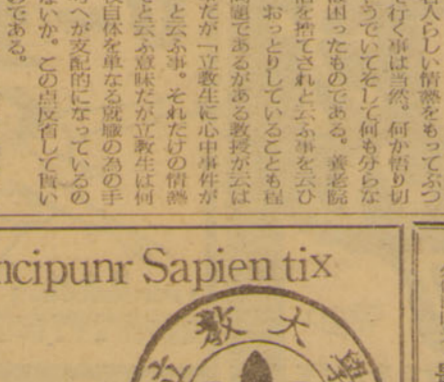 名人らしい情熱をもってぶつ
て行く事は当然。何か悟り切
うでいてそして何も分らな
困ったものである。養老院
を捨てされと云ふ事を云ひ
おっとりしていることも程
問題であるがある教授が云は
だが「立教生に心中事件が
と云ふ事。それだけの情熱
と云ふ意味だが立教生は何
自体を単なる就職の為の手
へが支配的になっているの
ないか。この点反省して貰い
のである。
ncipunr Sapien tix
立教大學